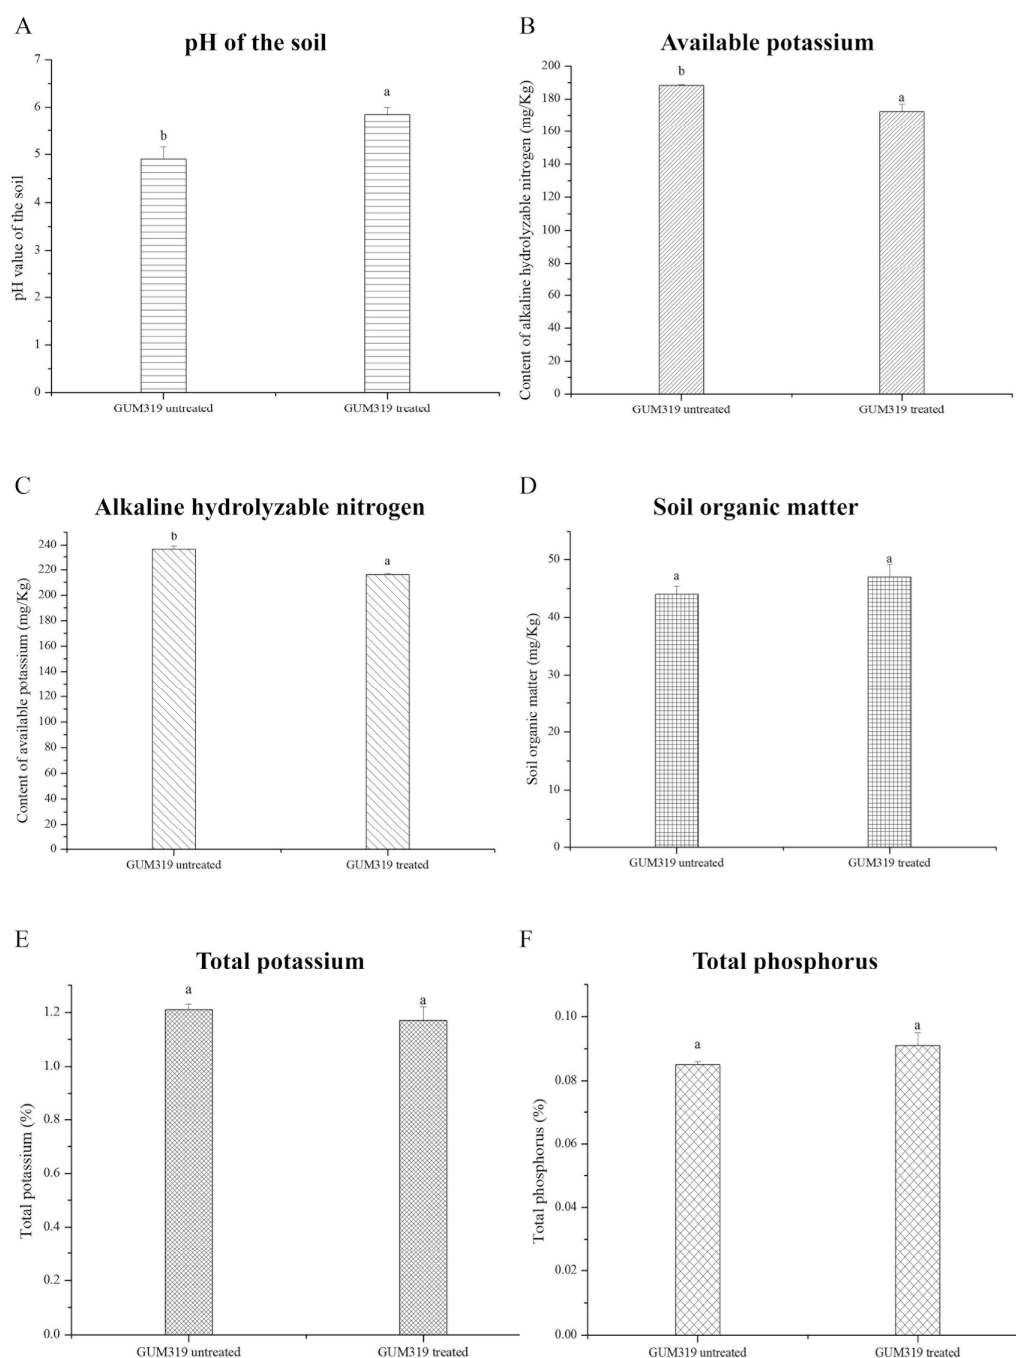 A
pH of the soil
7
6
5
4
3
2
1
0
pH value of the soil
b
a
GUM319 untreated
GUM319 treated
B
Available potassium
200
180
160
140
120
100
80
60
40
20
0
Content of alkaline hydrolyzable nitrogen (mg/Kg)
b
a
GUM319 untreated
GUM319 treated
C
Alkaline hydrolyzable nitrogen
240
220
200
180
160
140
120
100
80
60
40
20
0
Content of available potassium (mg/Kg)
b
a
GUM319 untreated
GUM319 treated
D
Soil organic matter
50
40
30
20
10
0
Soil organic matter (mg/Kg)
a
a
GUM319 untreated
GUM319 treated
E
Total potassium
1.2
1.0
0.8
0.6
0.4
0.2
0.0
Total potassium (%)
a
a
GUM319 untreated
GUM319 treated
F
Total phosphorus
0.10
0.08
0.06
0.04
0.02
0.00
Total phosphorus (%)
a
a
GUM319 untreated
GUM319 treated